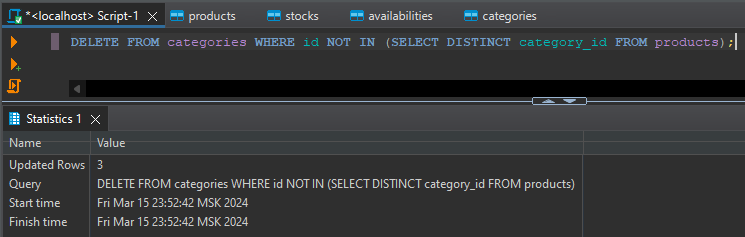 *<localhost> Script-1 products stocks availabilities categories
DELETE FROM categories WHERE id NOT IN (SELECT DISTINCT category_id FROM products);
Statistics 1
Name Value
Updated Rows 3
Query DELETE FROM categories WHERE id NOT IN (SELECT DISTINCT category_id FROM products)
Start time Fri Mar 15 23:52:42 MSK 2024
Finish time Fri Mar 15 23:52:42 MSK 2024